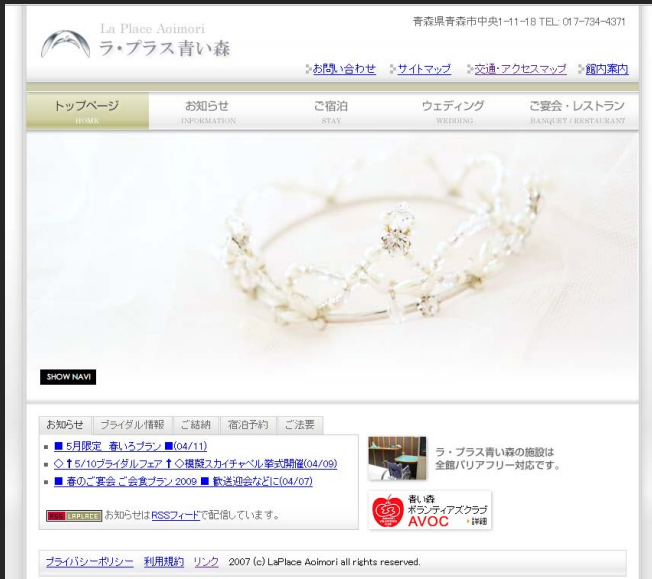 La Place Aoimori
ラ・プラス青い森
青森県青森市中央1-11-18 TEL: 017-734-4371
お問い合わせ サイトマップ 交通・アクセスマップ 館内案内
トップページ お知らせ ご宿泊 ウェディング ご宴会・レストラン
HOME INFORMATION STAY WEDDING BANQUET / RESTAURANT
SHOW NAVI
お知らせ ブライダル情報 ご結納 宿泊予約 ご法要
■ 5月限定 春いろプラン ■(04/11)
◇↑5/10ブライダルフェア↑◇模擬スカイチャペル挙式開催(04/09)
■ 春のご宴会 ご会食プラン 2009 ■ 歓送迎会などに(04/07)
RSS LAPLACE お知らせはRSSフィードで配信しています。
ラ・プラス青い森の施設は
全館バリアフリー対応です。
青い森
ボランティアズクラブ
AVOC ・詳細
プライバシーポリシー 利用規約 リンク 2007 (c) LaPlace Aoimori all rights reserved.